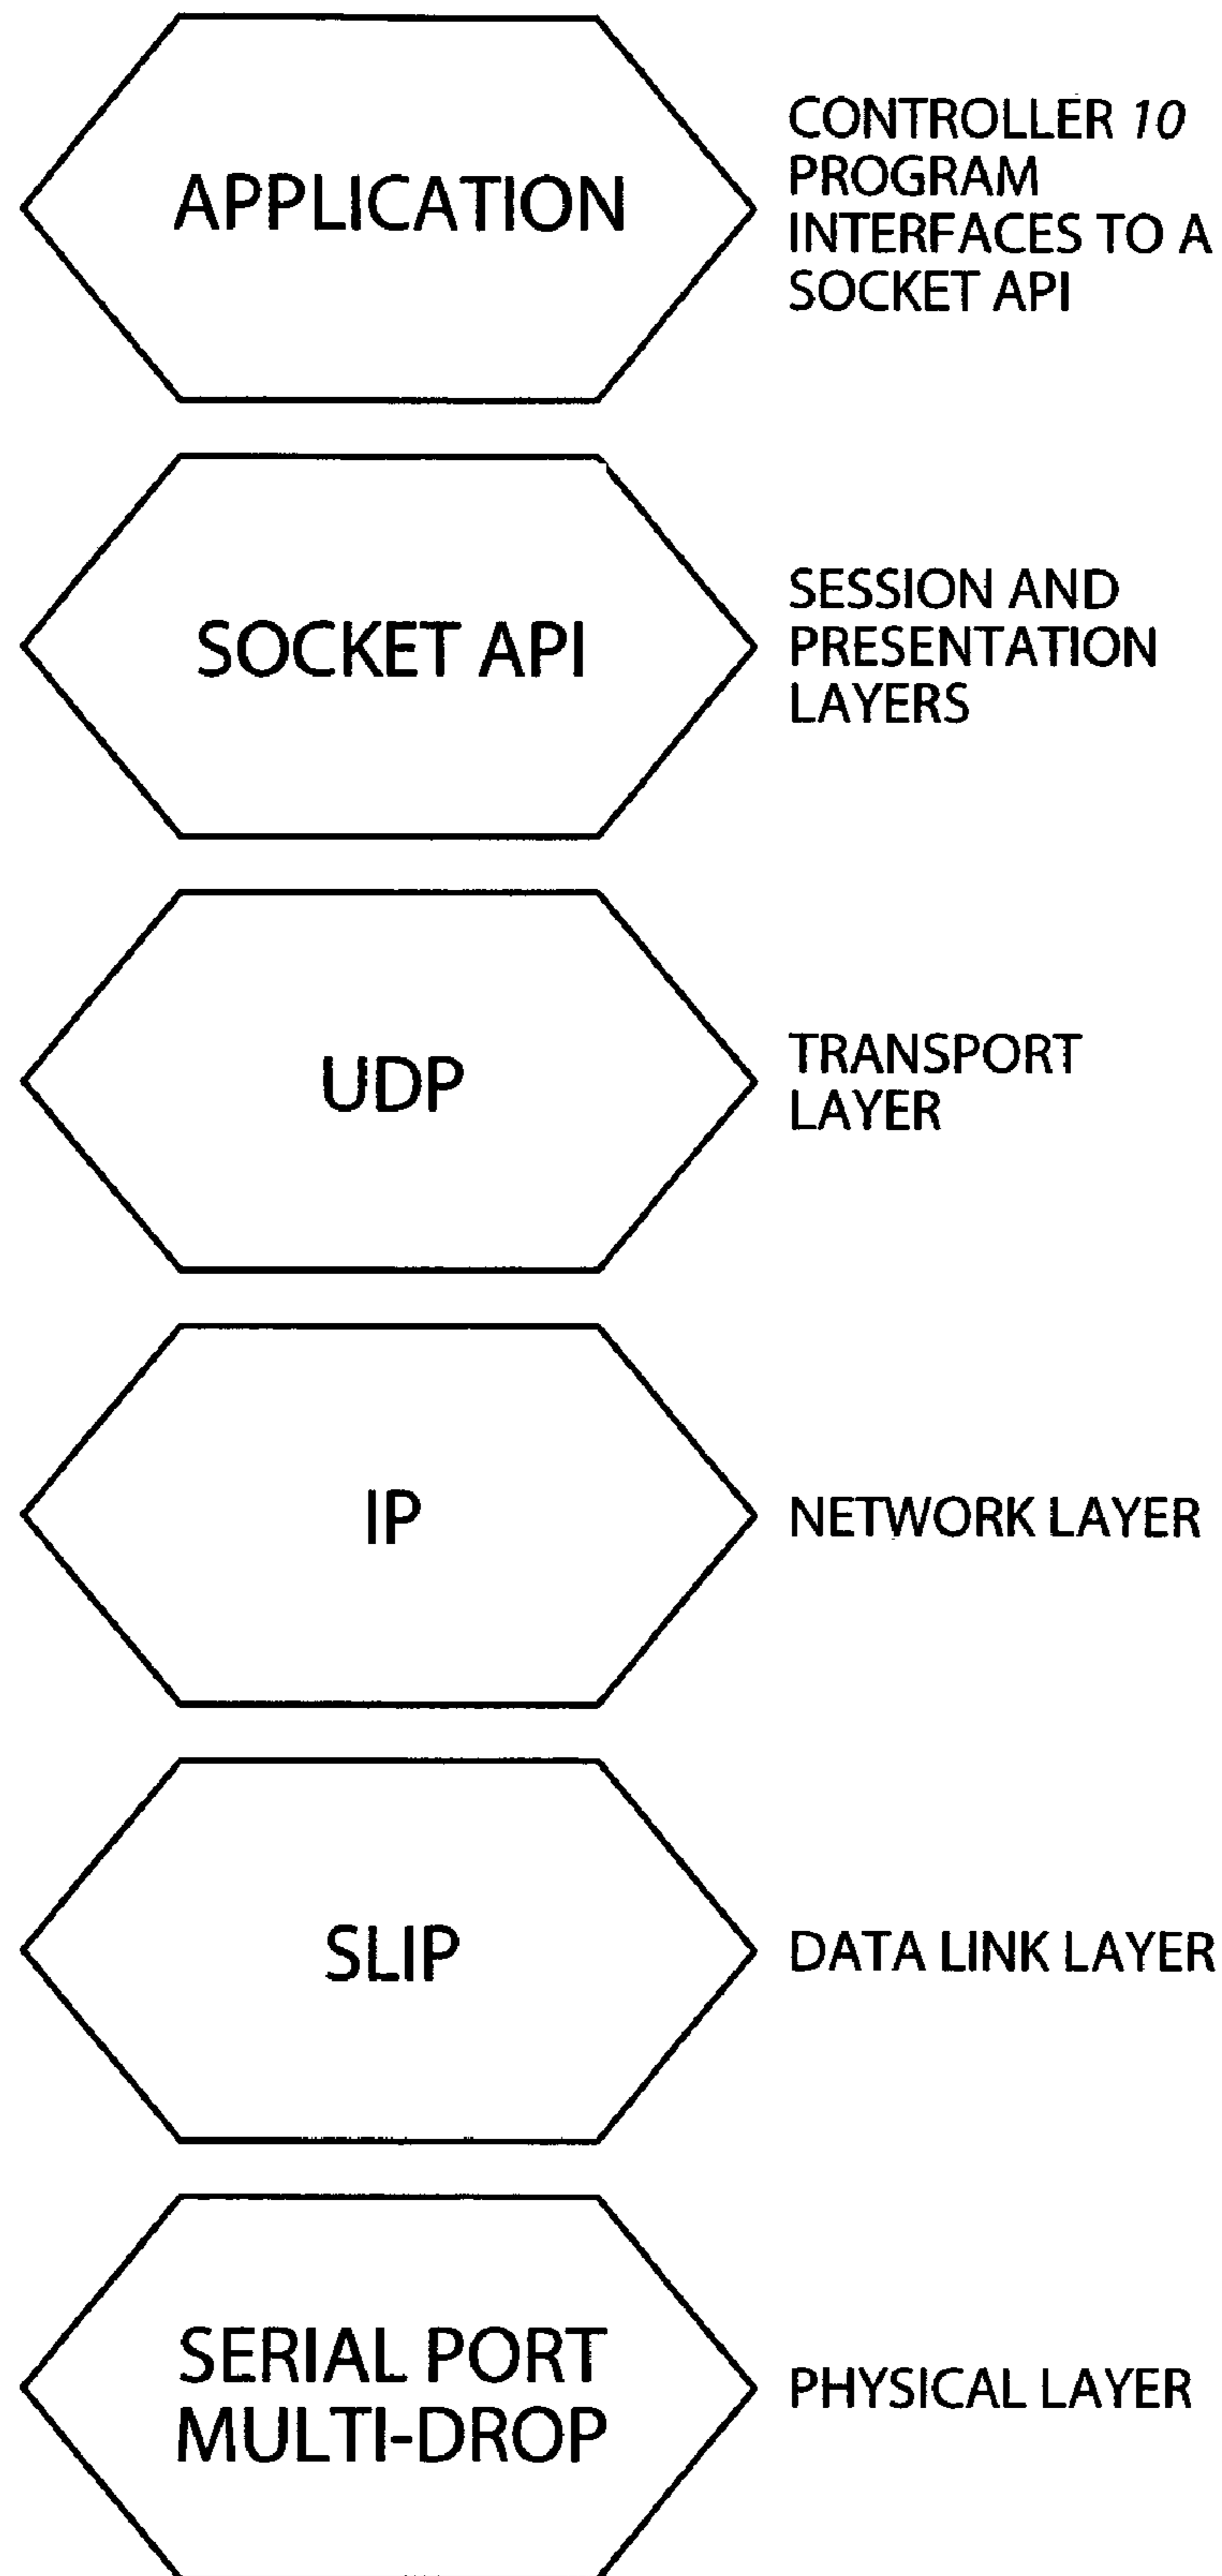 APPLICATION
CONTROLLER 10
PROGRAM
INTERFACES TO A
SOCKET API
SOCKET API
SESSION AND
PRESENTATION
LAYERS
UDP
TRANSPORT
LAYER
IP
NETWORK LAYER
SLIP
DATA LINK LAYER
SERIAL PORT
MULTI-DROP
PHYSICAL LAYER